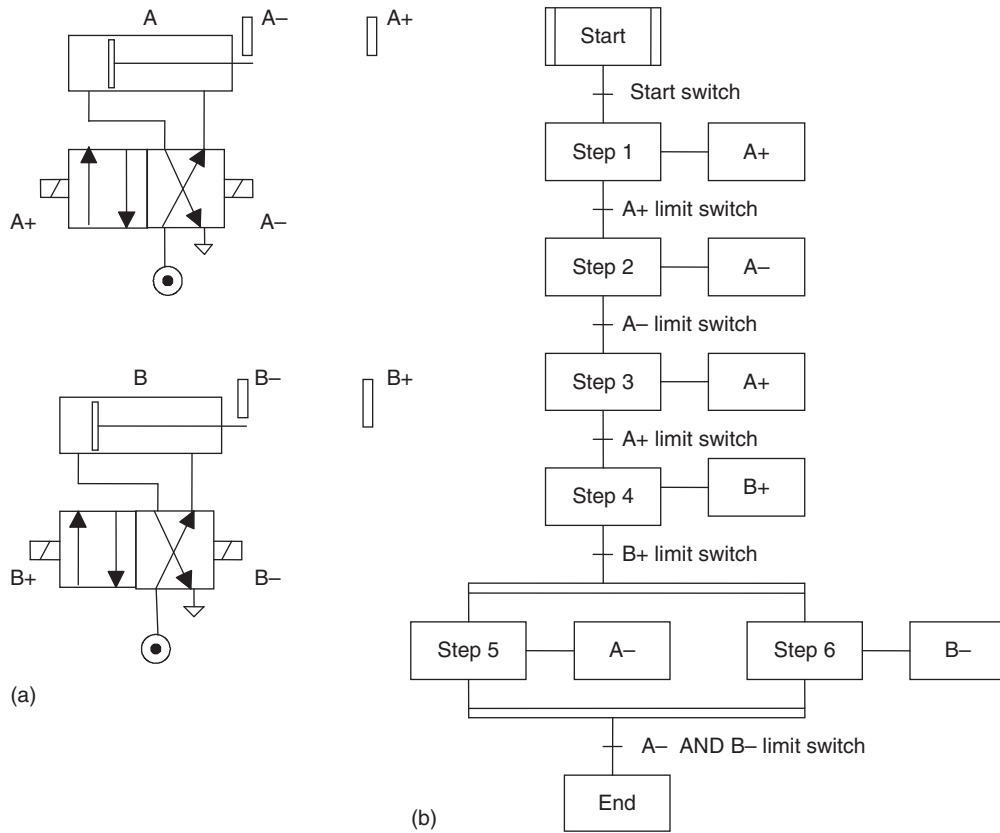 A
A–
A+
A+
A–
B
B–
B+
B+
B–
(a)
Start
Start switch
Step 1
A+
A+ limit switch
Step 2
A–
A– limit switch
Step 3
A+
A+ limit switch
Step 4
B+
B+ limit switch
Step 5
A–
Step 6
B–
A– AND B– limit switch
End
(b)